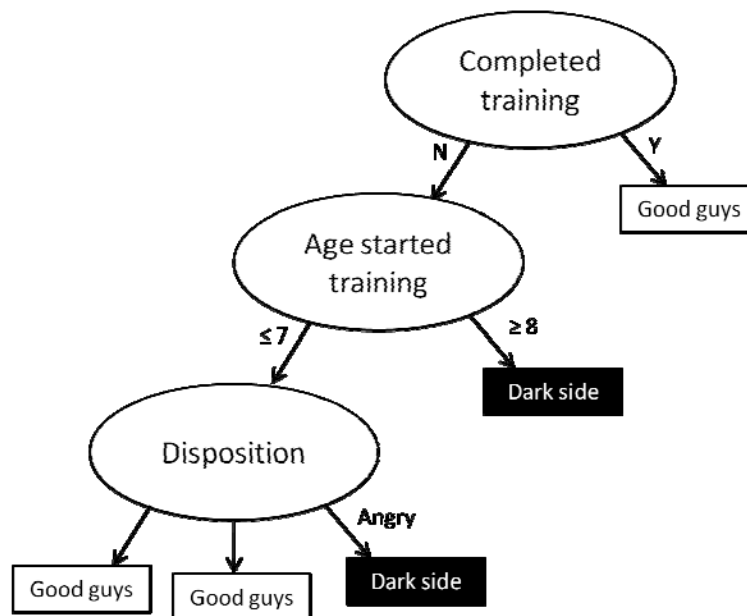 Completed
training
N
Y
Good guys
Age started
training
≤ 7
≥ 8
Dark side
Disposition
Angry
Good guys
Good guys
Dark side